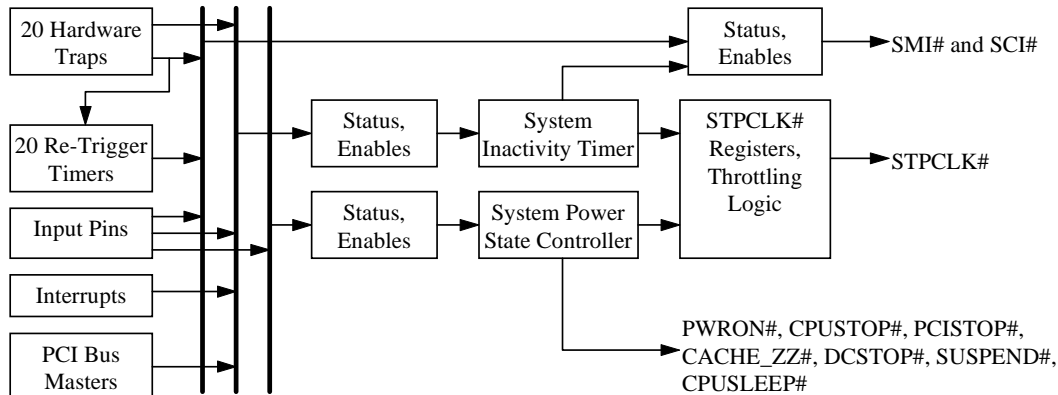 20 Hardware
Traps
Status,
Enables
SMI# and SCI#
20 Re-Trigger
Timers
Status,
Enables
System
Inactivity Timer
STPCLK#
Registers,
Throttling
Logic
STPCLK#
Input Pins
Status,
Enables
System Power
State Controller
Interrupts
PCI Bus
Masters
PWRON#, CPUSTOP#, PCISTOP#,
CACHE_ZZ#, DCSTOP#, SUSPEND#,
CPUSLEEP#